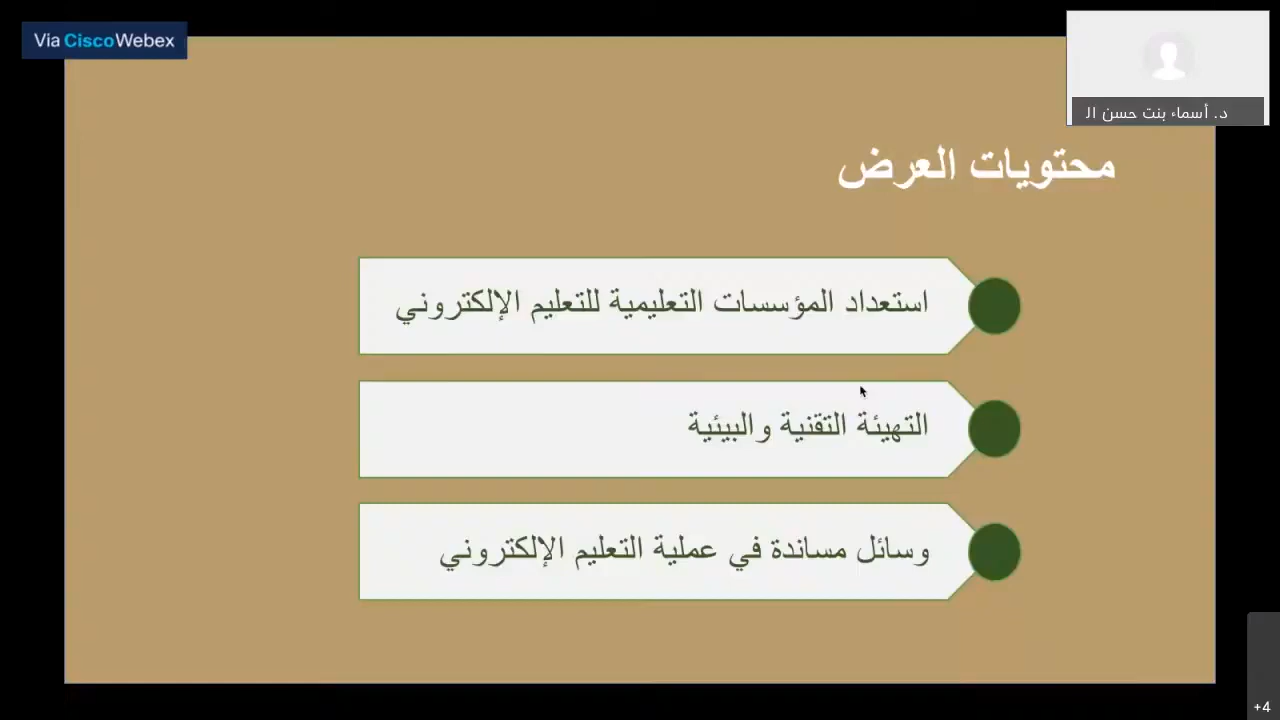 Via CiscoWebex
د. أسماء بنت حسن ال
محتويات العرض
استعداد المؤسسات التعليمية للتعليم الإلكتروني
التهيئة التقنية والبيئية
وسائل مساندة في عملية التعليم الإلكتروني
+4